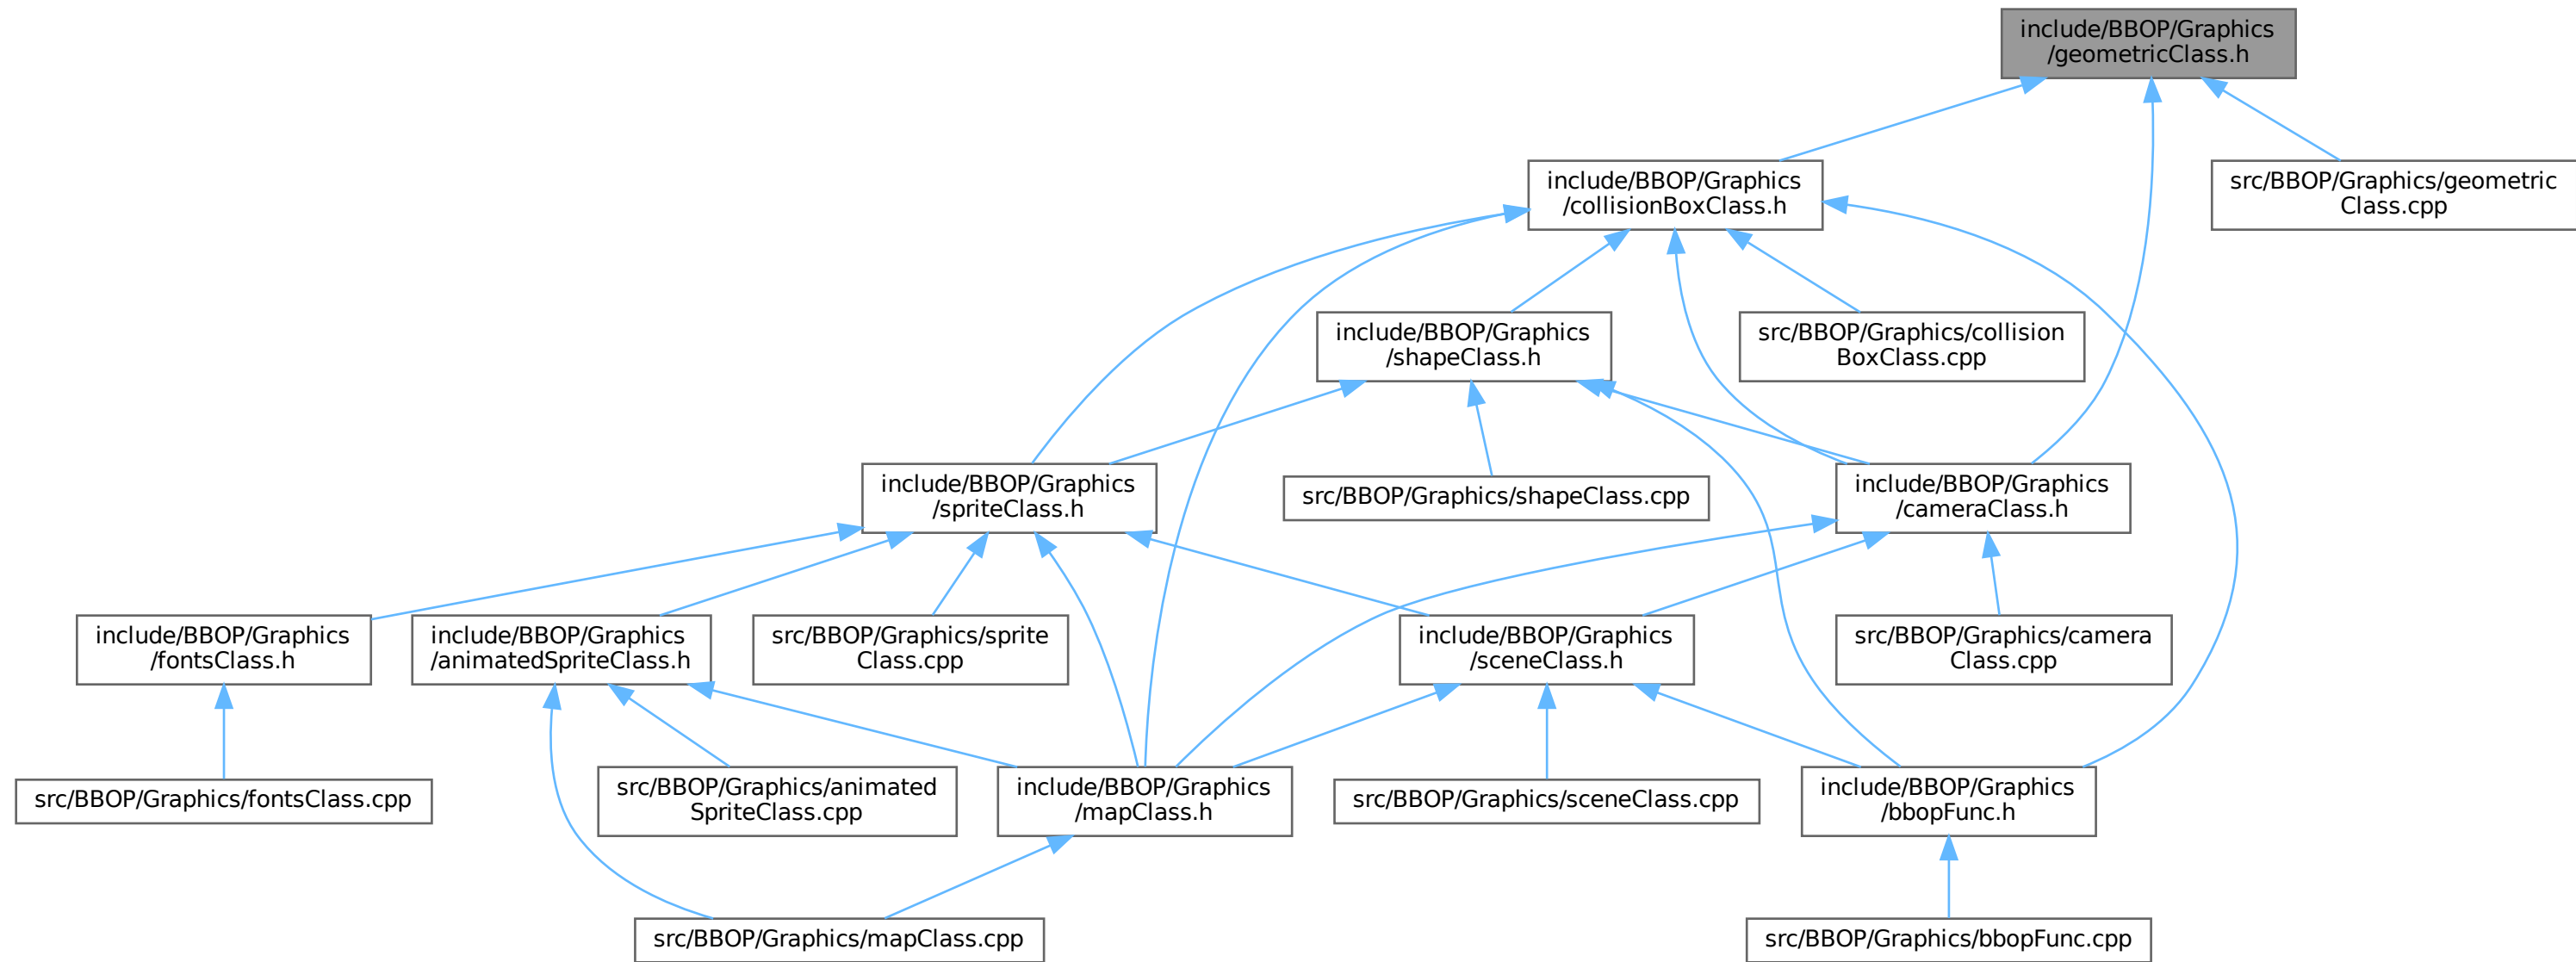 include/BBOP/Graphics
/geometricClass.h
include/BBOP/Graphics
/collisionBoxClass.h
src/BBOP/Graphics/geometric
Class.cpp
include/BBOP/Graphics
/shapeClass.h
src/BBOP/Graphics/collision
BoxClass.cpp
include/BBOP/Graphics
/spriteClass.h
src/BBOP/Graphics/shapeClass.cpp
include/BBOP/Graphics
/cameraClass.h
include/BBOP/Graphics
/fontsClass.h
include/BBOP/Graphics
/animatedSpriteClass.h
src/BBOP/Graphics/sprite
Class.cpp
include/BBOP/Graphics
/sceneClass.h
src/BBOP/Graphics/camera
Class.cpp
src/BBOP/Graphics/fontsClass.cpp
src/BBOP/Graphics/animated
SpriteClass.cpp
include/BBOP/Graphics
/mapClass.h
src/BBOP/Graphics/sceneClass.cpp
include/BBOP/Graphics
/bbopFunc.h
src/BBOP/Graphics/mapClass.cpp
src/BBOP/Graphics/bbopFunc.cpp